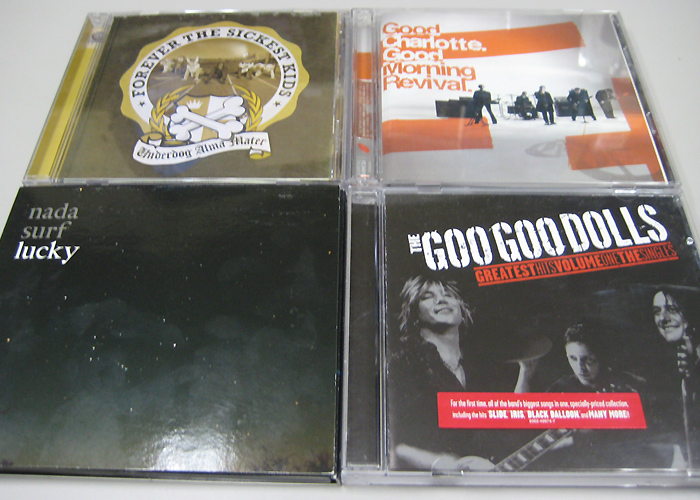 FOREVER THE SICKEST KIDS
Underdog Alma Mater
Good
Charlotte.
Good
Morning
Revival.
nada
surf
lucky
THE GOO GOO DOLLS
GREATEST HITS VOLUME ONE THE SINGLES
For the first time, all of the band's biggest songs in one, specially-priced collection,
including the hits "SLIDE," "IRIS," "BLACK BALLOON," and MANY MORE!